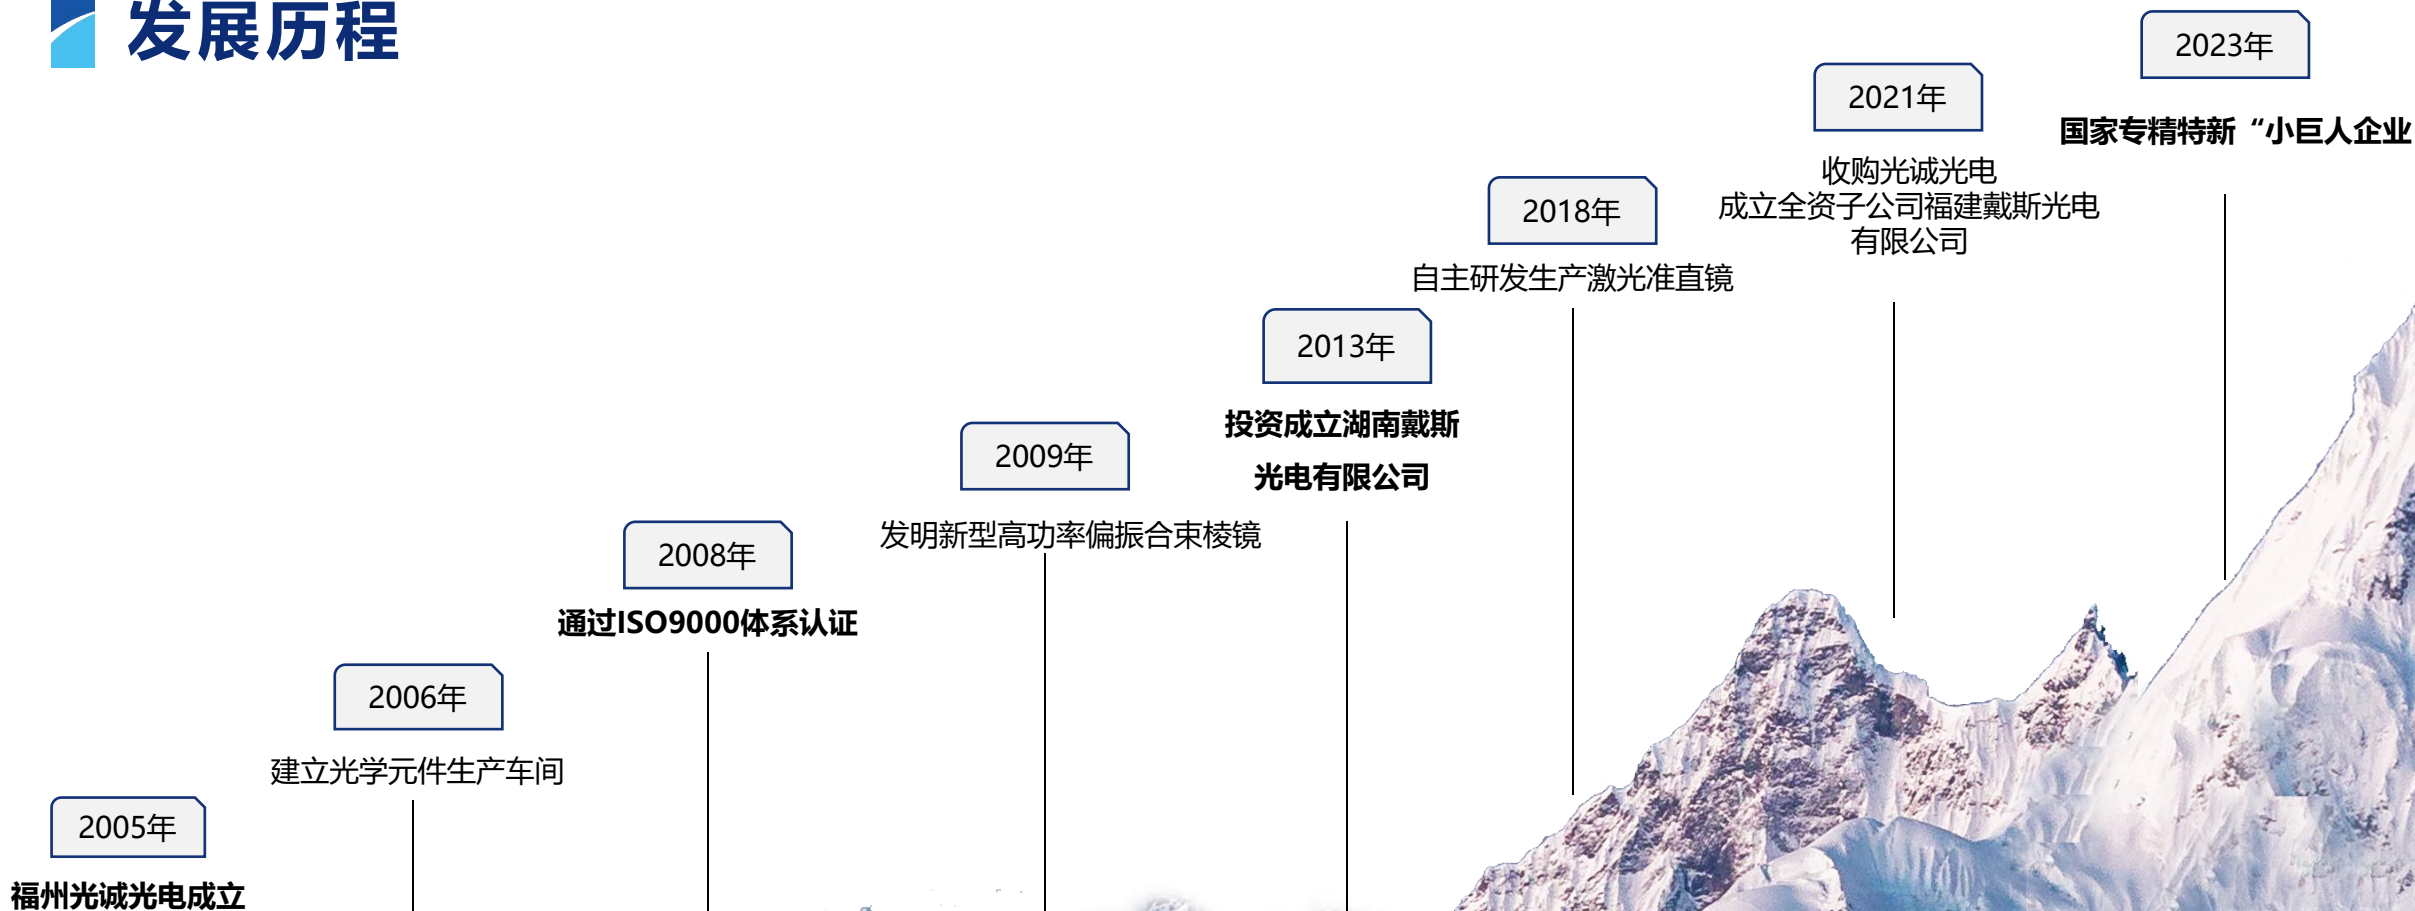 发展历程
2005年
福州光诚光电成立
2006年
建立光学元件生产车间
2008年
通过ISO9000体系认证
2009年
发明新型高功率偏振合束棱镜
2013年
投资成立湖南戴斯
光电有限公司
2018年
自主研发生产激光准直镜
2021年
收购光诚光电
成立全资子公司福建戴斯光电
有限公司
2023年
国家专精特新“小巨人企业